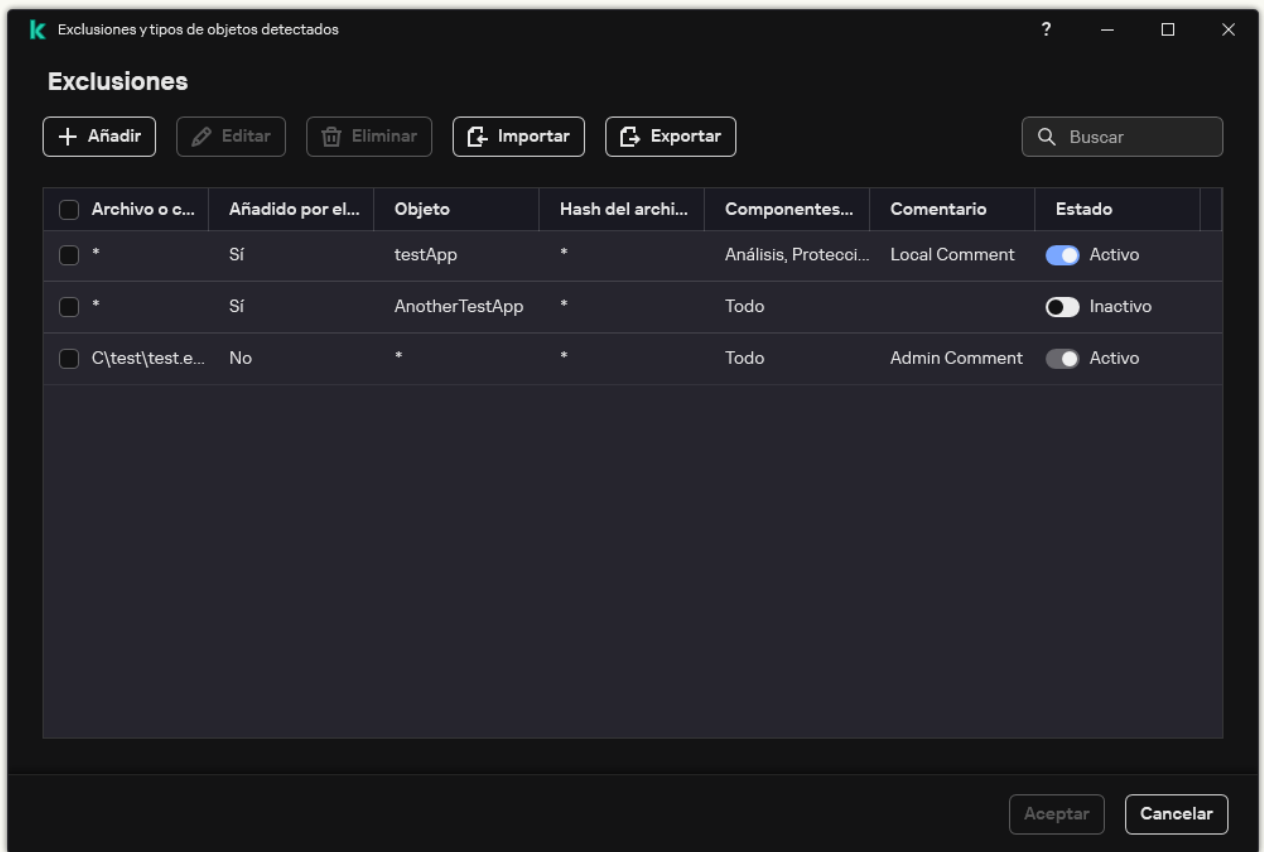 Exclusiones y tipos de objetos detectados ?
Exclusiones
Añadir Editar Eliminar Importar Exportar Buscar
Archivo o c... Añadido por el... Objeto Hash del archi... Componentes... Comentario Estado
* Sí testApp * Análisis, Protecci... Local Comment Activo
* Sí AnotherTestApp * Todo Inactivo
C\test\test.e... No * * Todo Admin Comment Activo
Aceptar Cancelar